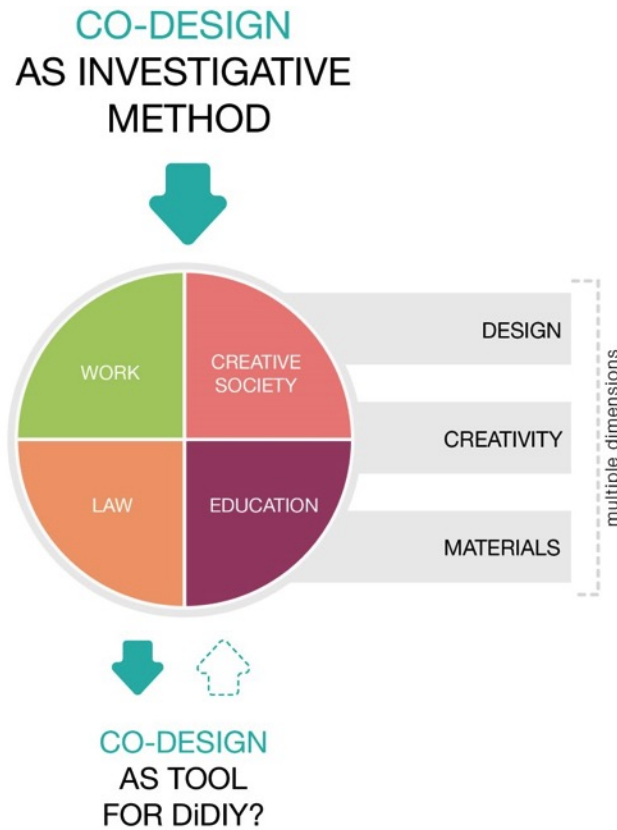 CO-DESIGN
AS INVESTIGATIVE
METHOD
WORK
CREATIVE
SOCIETY
LAW
EDUCATION
DESIGN
CREATIVITY
MATERIALS
multiple dimensions
CO-DESIGN
AS TOOL
FOR DiDIY?